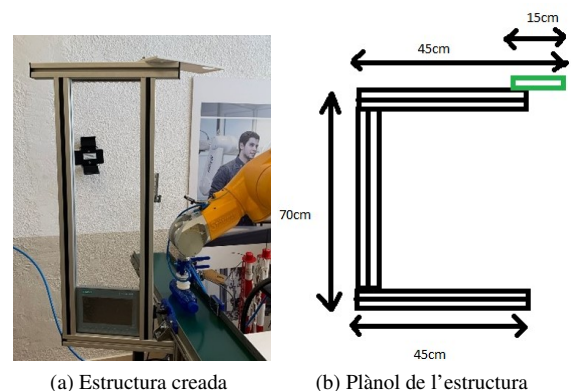 15cm
45cm
70cm
45cm
(a) Estructura creada
(b) Plànol de l'estructura